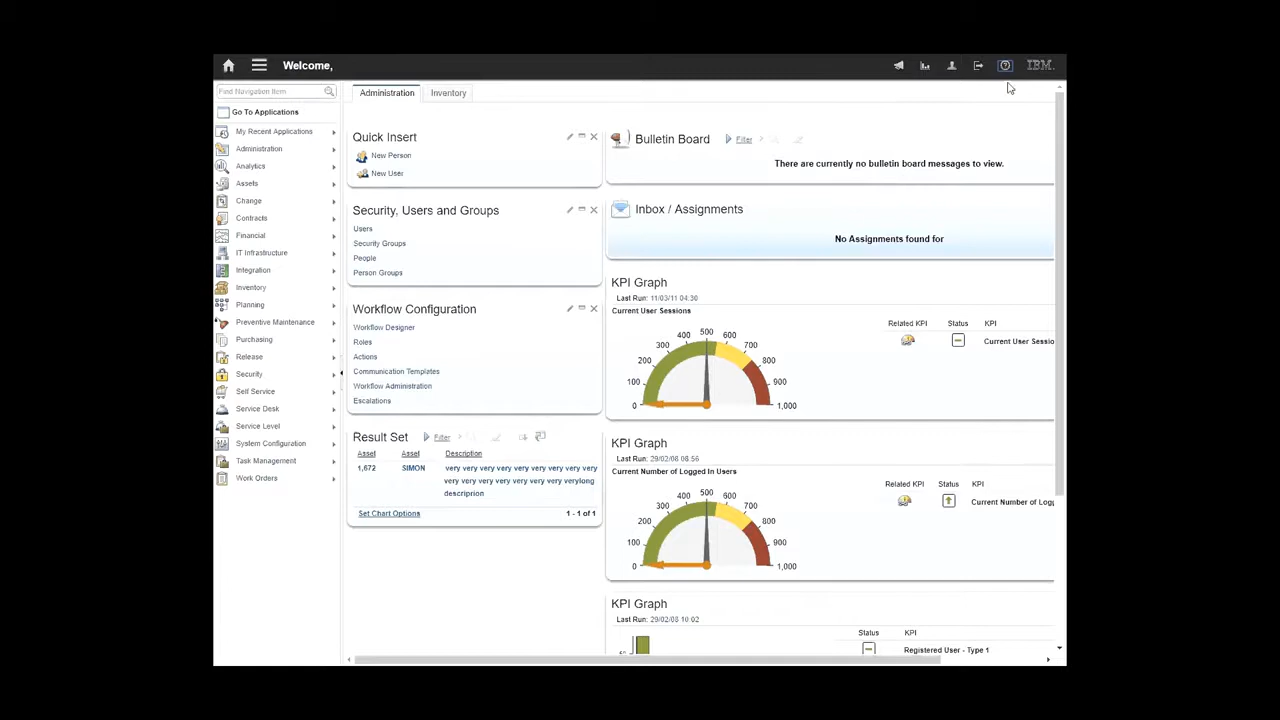 Welcome,
IBM.
Find Navigation Item
Go To Applications
My Recent Applications
Administration
Analytics
Assets
Change
Contracts
Financial
IT Infrastructure
Integration
Inventory
Planning
Preventive Maintenance
Purchasing
Release
Security
Self Service
Service Desk
Service Level
System Configuration
Task Management
Work Orders
Administration
Inventory
Quick Insert
New Person
New User
Security, Users and Groups
Users
Security Groups
People
Person Groups
Workflow Configuration
Workflow Designer
Roles
Actions
Communication Templates
Workflow Administration
Escalations
Result Set
Filter
Asset Asset Description
1,672 SIMON very very very very very very very very very
very very very very very very very verylong
descriprion
Set Chart Options
1 - 1 of 1
Bulletin Board
Filter
There are currently no bulletin board messages to view.
Inbox / Assignments
No Assignments found for
KPI Graph
Last Run: 11/03/11 04:30
Current User Sessions
0 100 200 300 400 500 600 700 800 900 1,000
Related KPI Status KPI
Current User Sessio
KPI Graph
Last Run: 29/02/08 08:56
Current Number of Logged In Users
0 100 200 300 400 500 600 700 800 900 1,000
Related KPI Status KPI
Current Number of Logg
KPI Graph
Last Run: 29/02/08 10:02
Status KPI
Registered User - Type 1